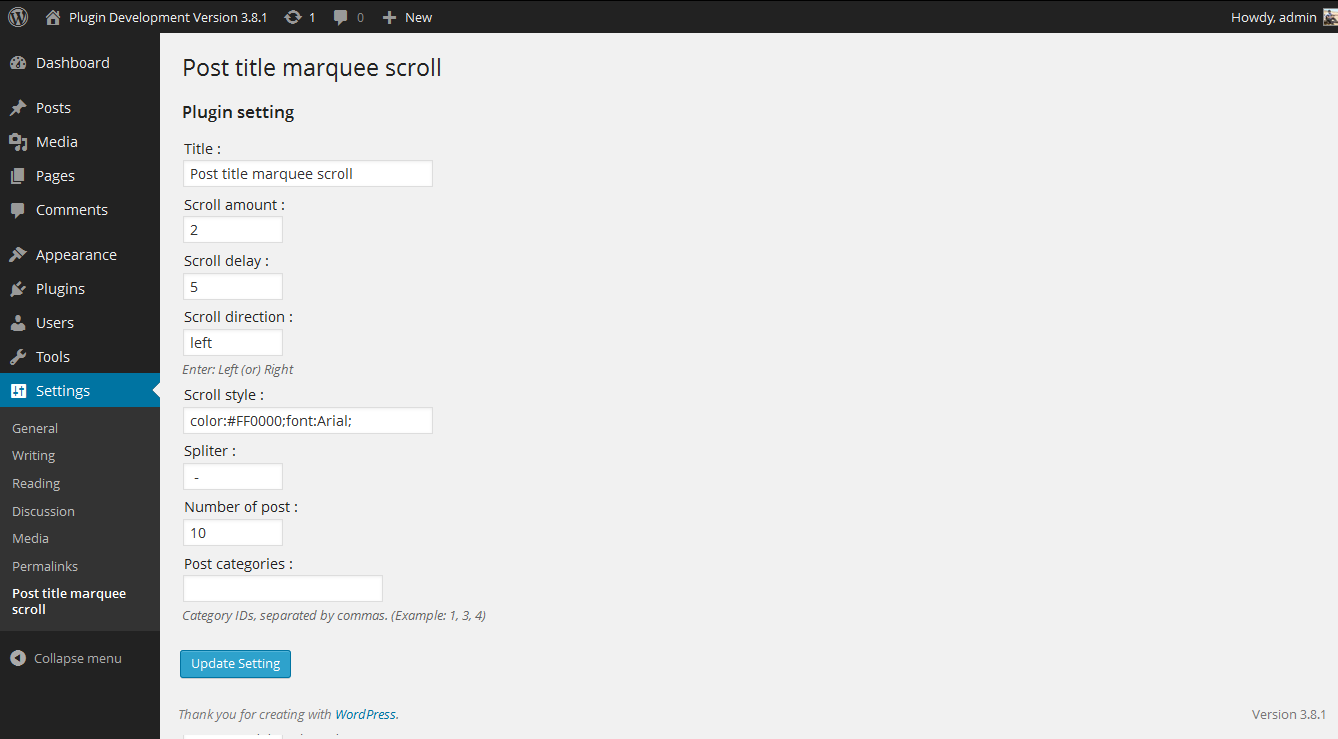 Plugin Development Version 3.8.1 1 0 New Howdy, admin
Dashboard
Posts
Media
Pages
Comments
Appearance
Plugins
Users
Tools
Settings
General
Writing
Reading
Discussion
Media
Permalinks
Post title marquee
scroll
Collapse menu
Post title marquee scroll
Plugin setting
Title :
Post title marquee scroll
Scroll amount :
2
Scroll delay :
5
Scroll direction :
left
Enter: Left (or) Right
Scroll style :
color:#FF0000;font:Arial;
Spliter :
-
Number of post :
10
Post categories :
Category IDs, separated by commas. (Example: 1, 3, 4)
Update Setting
Thank you for creating with WordPress. Version 3.8.1